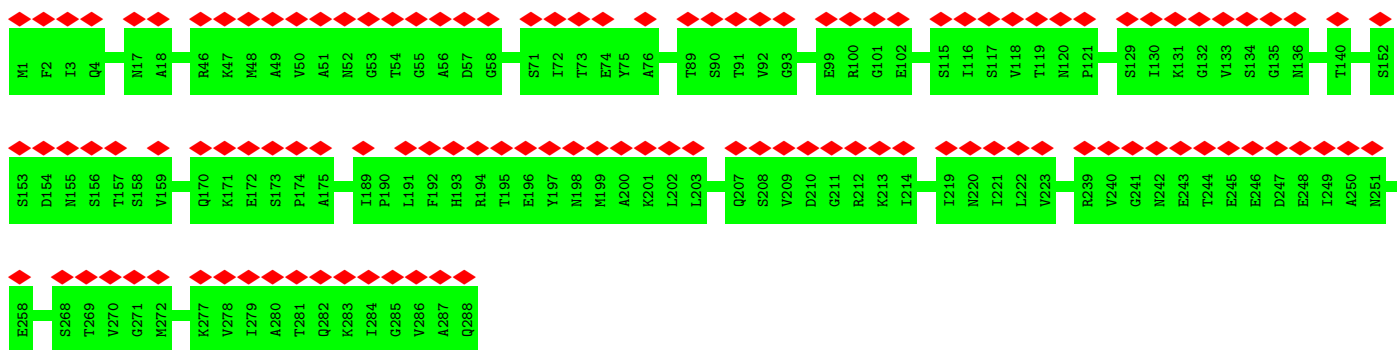 M1 F2 I3 Q4 N17 A18 R46 K47 M48 A49 V50 A51 N52 G53 T54 G55 A56 D57 G58 S71 I72 T73 E74 Y75 A76 T89 S90 T91 V92 G93 E99 R100 G101 E102 S115 I116 S117 V118 T119 N120 P121 S129 I130 K131 G132 V133 S134 G135 N136 T140 S152
S153 D154 N155 S156 T157 S158 V159 Q170 K171 E172 S173 P174 A175 I189 P190 L191 F192 H193 R194 T195 E196 Y197 N198 M199 A200 K201 L202 L203 Q207 S208 V209 D210 G211 R212 K213 I214 I219 N220 I221 L222 V223 R239 V240 G241 N242 E243 T244 E245 E246 D247 E248 I249 A250 N251
E258 S268 T269 V270 G271 M272 K277 V278 I279 A280 T281 Q282 K283 I284 G285 V286 A287 Q288